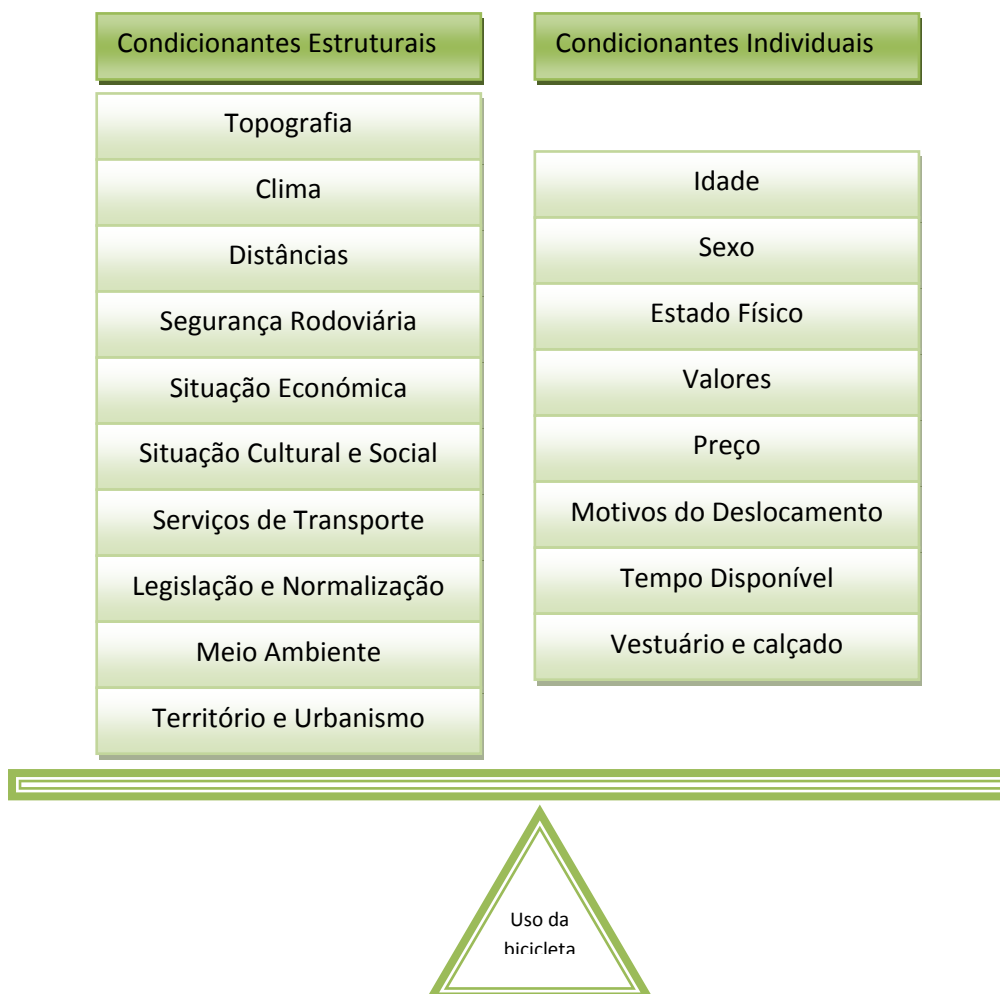 Condicionantes Estruturais
Topografia
Clima
Distâncias
Segurança Rodoviária
Situação Económica
Situação Cultural e Social
Serviços de Transporte
Legislação e Normalização
Meio Ambiente
Território e Urbanismo
Condicionantes Individuais
Idade
Sexo
Estado Físico
Valores
Preço
Motivos do Deslocamento
Tempo Disponível
Vestuário e calçado
Uso da
bicicleta